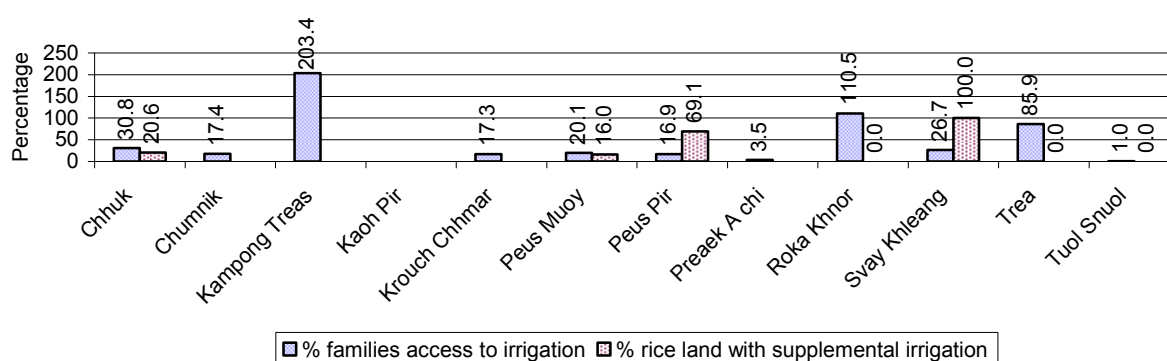 Percentage
250
200
150
100
50
0
30.8
20.6
17.4
203.4
17.3
20.1
16.0
16.9
69.1
3.5
110.5
0.0
26.7
100.0
85.9
0.0
1.0
0.0
Chhuk
Chumnik
Kampong Treas
Kaoh Pir
Krouch Chhmar
Peus Muoy
Peus Pir
Preaek A chi
Roka Khnor
Svay Khleang
Trea
Tuol Snuol
% families access to irrigation
% rice land with supplemental irrigation